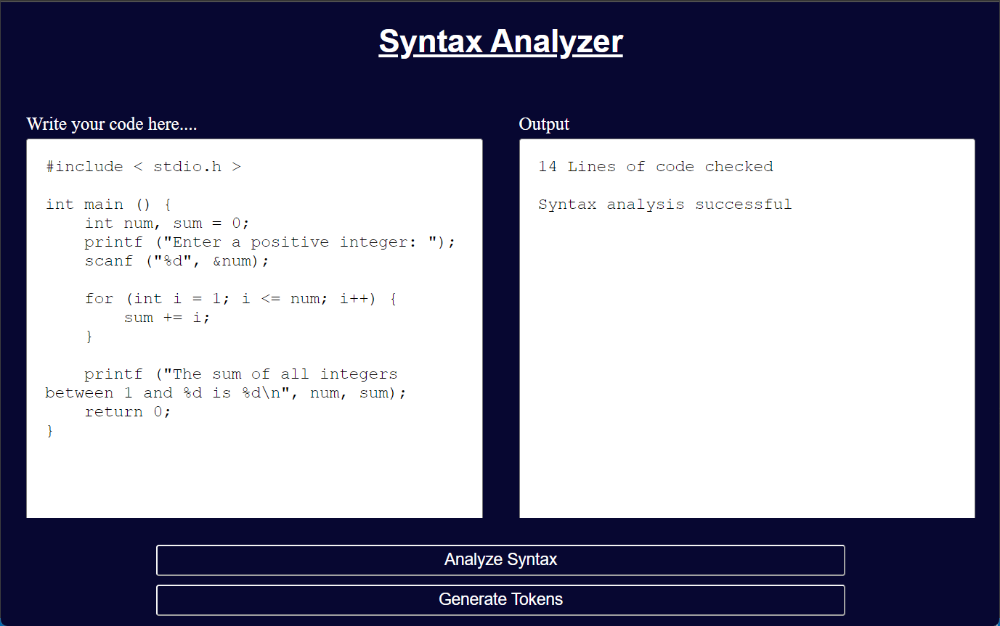 Syntax Analyzer
Write your code here....
#include < stdio.h >
int main () {
    int num, sum = 0;
    printf ("Enter a positive integer: ");
    scanf ("%d", &num);
    for (int i = 1; i <= num; i++) {
        sum += i;
    }
    printf ("The sum of all integers
between 1 and %d is %d\n", num, sum);
    return 0;
}
Output
14 Lines of code checked
Syntax analysis successful
Analyze Syntax
Generate Tokens